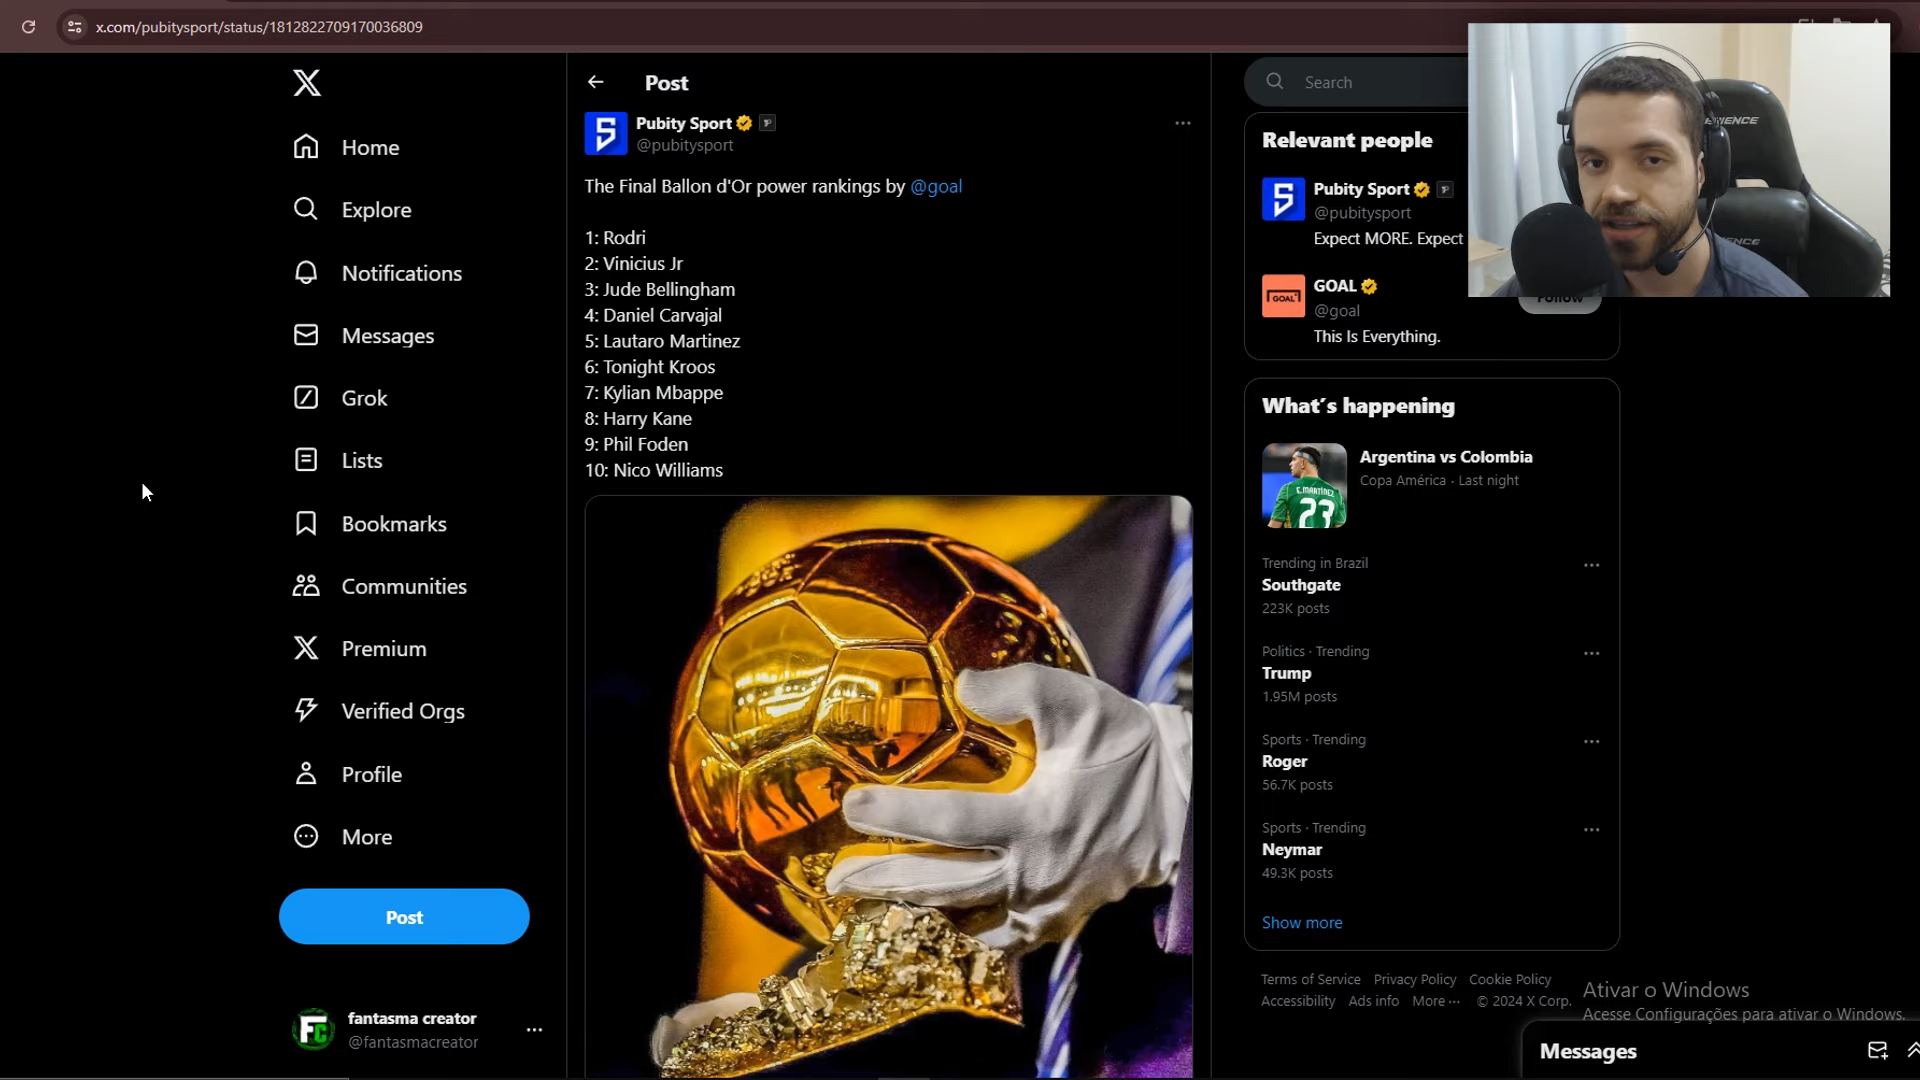 x.com/pubitysport/status/1812822709170036809
Home
Explore
Notifications
Messages
Grok
Lists
Bookmarks
Communities
Premium
Verified Orgs
Profile
More
Post
fantasma creator
@fantasmacreator
Post
Pubity Sport
@pubitysport
The Final Ballon d'Or power rankings by @goal
1: Rodri
2: Vinicius Jr
3: Jude Bellingham
4: Daniel Carvajal
5: Lautaro Martinez
6: Tonight Kroos
7: Kylian Mbappe
8: Harry Kane
9: Phil Foden
10: Nico Williams
Search
Relevant people
Pubity Sport
@pubitysport
Expect MORE. Expect
GOAL
GOAL
@goal
Follow
This Is Everything.
What's happening
Argentina vs Colombia
Copa América · Last night
E.MARTÍNEZ
23
Trending in Brazil
Southgate
223K posts
Politics · Trending
Trump
1.95M posts
Sports · Trending
Roger
56.7K posts
Sports · Trending
Neymar
49.3K posts
Show more
Terms of Service Privacy Policy Cookie Policy
Accessibility Ads info More ··· © 2024 X Corp.
Ativar o Windows
Acesse Configurações para ativar o Windows.
Messages